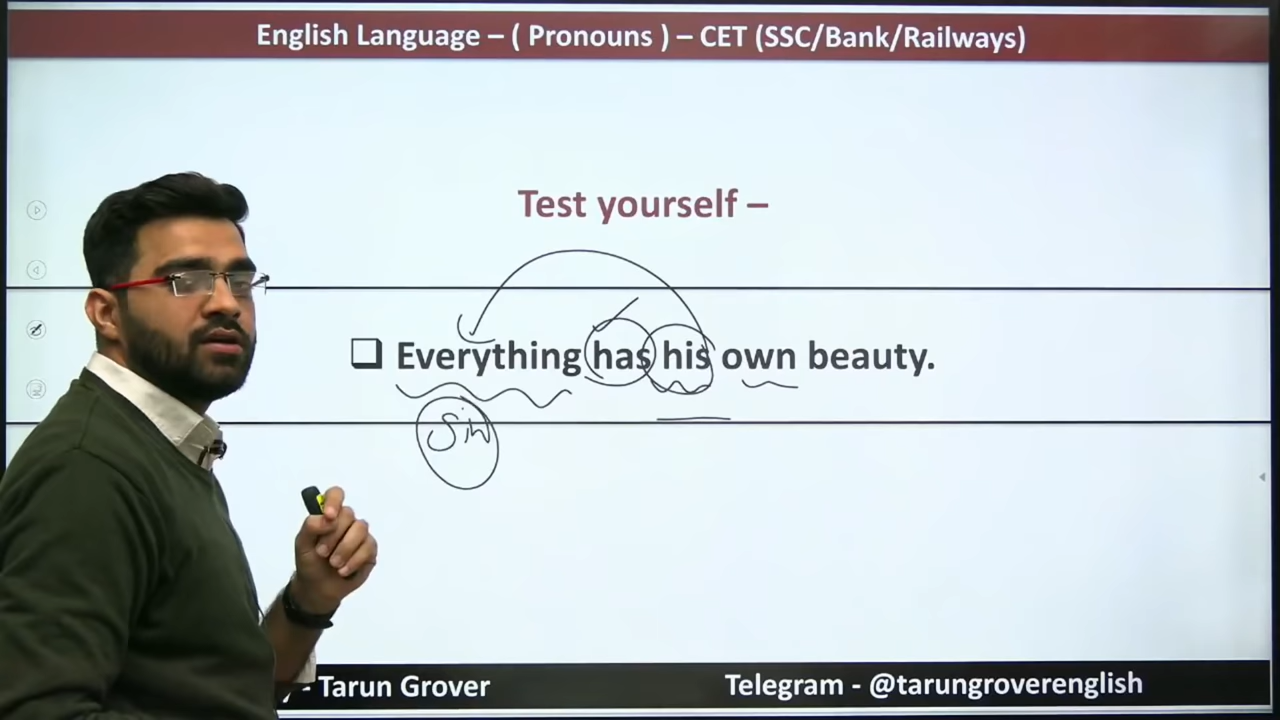 English Language – ( Pronouns ) – CET (SSC/Bank/Railways)
Test yourself –
❑ Everything has his own beauty.
Sin
- Tarun Grover
Telegram - @tarungroverenglish